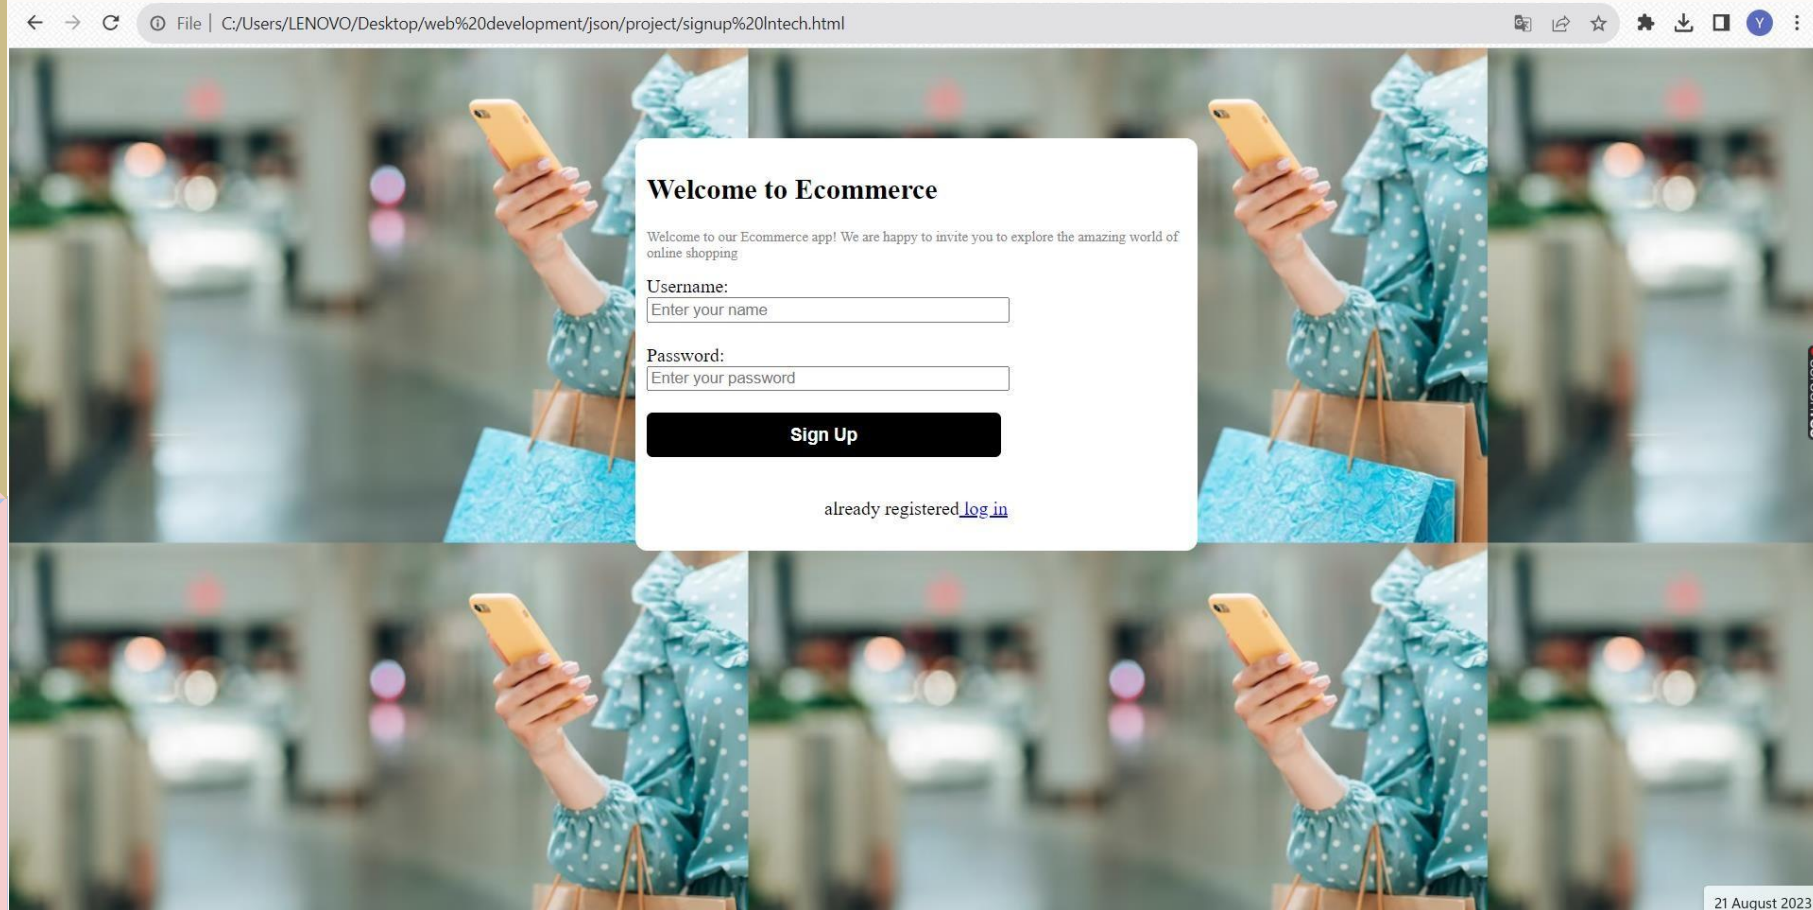 File | C:/Users/LENOVO/Desktop/web%20development/json/project/signup%20Intech.html
Y
Welcome to Ecommerce
Welcome to our Ecommerce app! We are happy to invite you to explore the amazing world of
online shopping
Username:
Enter your name
Password:
Enter your password
Sign Up
already registered log in
21 August 2023